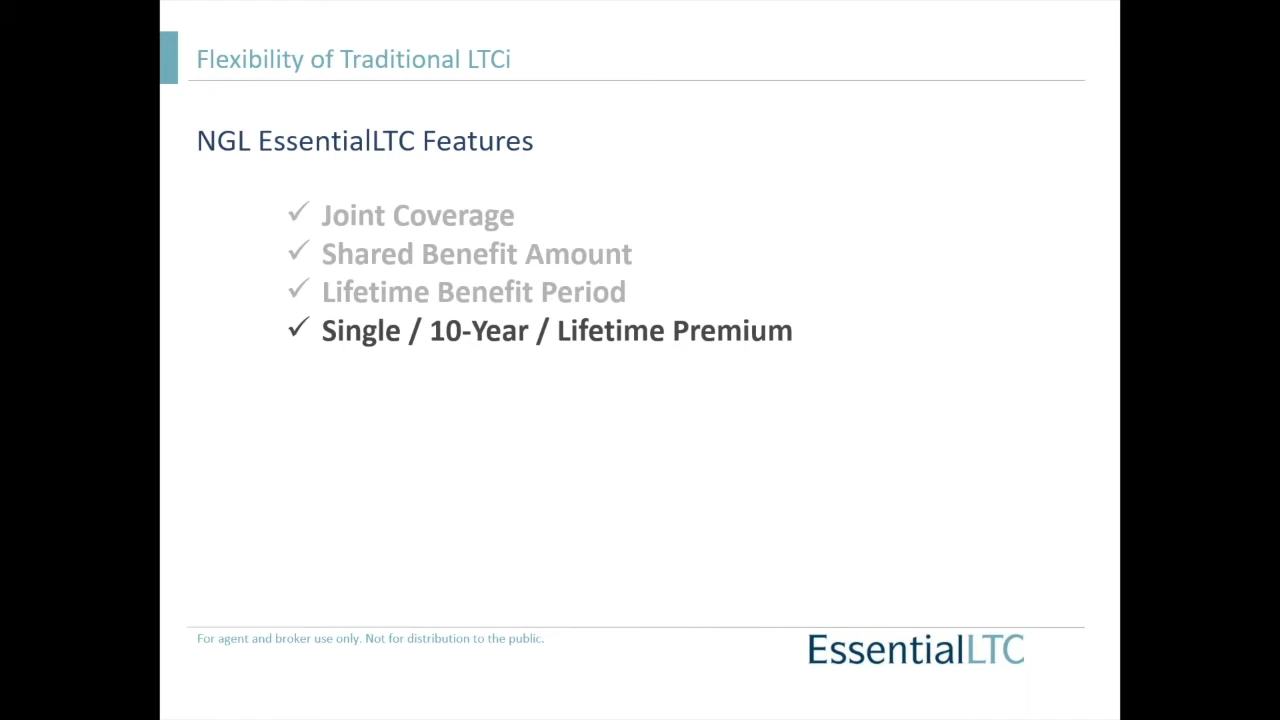 Flexibility of Traditional LTCi
NGL EssentialLTC Features
✓ Joint Coverage
✓ Shared Benefit Amount
✓ Lifetime Benefit Period
✓ Single / 10-Year / Lifetime Premium
For agent and broker use only. Not for distribution to the public.
EssentialLTC